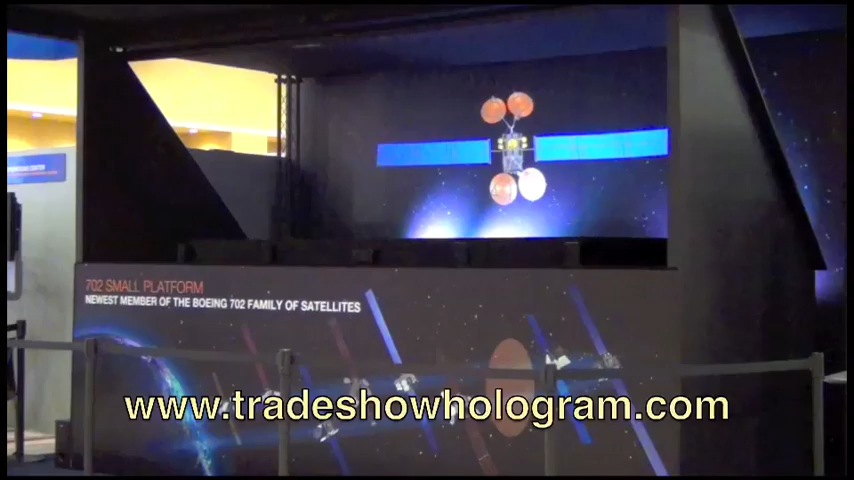 702 SMALL PLATFORM
NEWEST MEMBER OF THE BOEING 702 FAMILY OF SATELLITES
www.tradeshowhologram.com